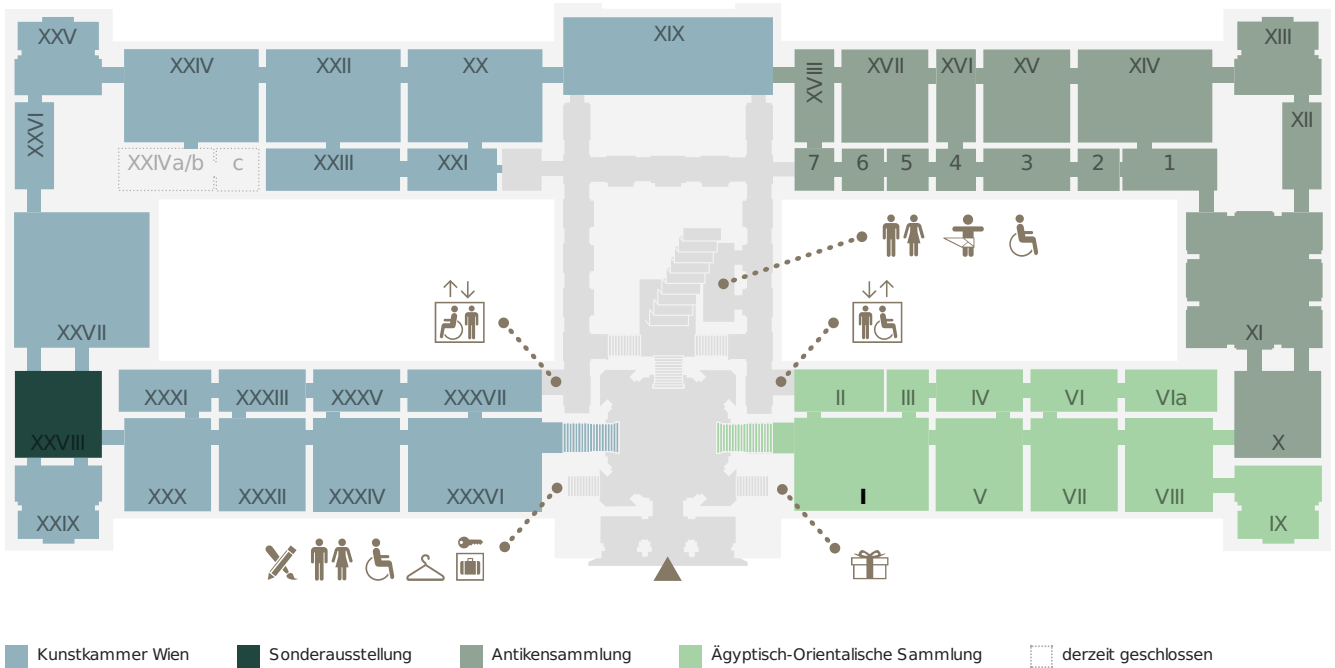 XXV
XIX
XIII
XXIV
XXII
XX
XVIII
XVII
XVI
XV
XIV
XXVI
XII
XXIVa/b
c
XXIII
XXI
7
6
5
4
3
2
1
XXVII
XI
XXXI
XXXIII
XXXV
XXXVII
II
III
IV
VI
VIa
XXVIII
X
XXX
XXXII
XXXIV
XXXVI
I
V
VII
VIII
XXIX
IX
Kunstkammer Wien
Sonderausstellung
Antikensammlung
Ägyptisch-Orientalische Sammlung
derzeit geschlossen